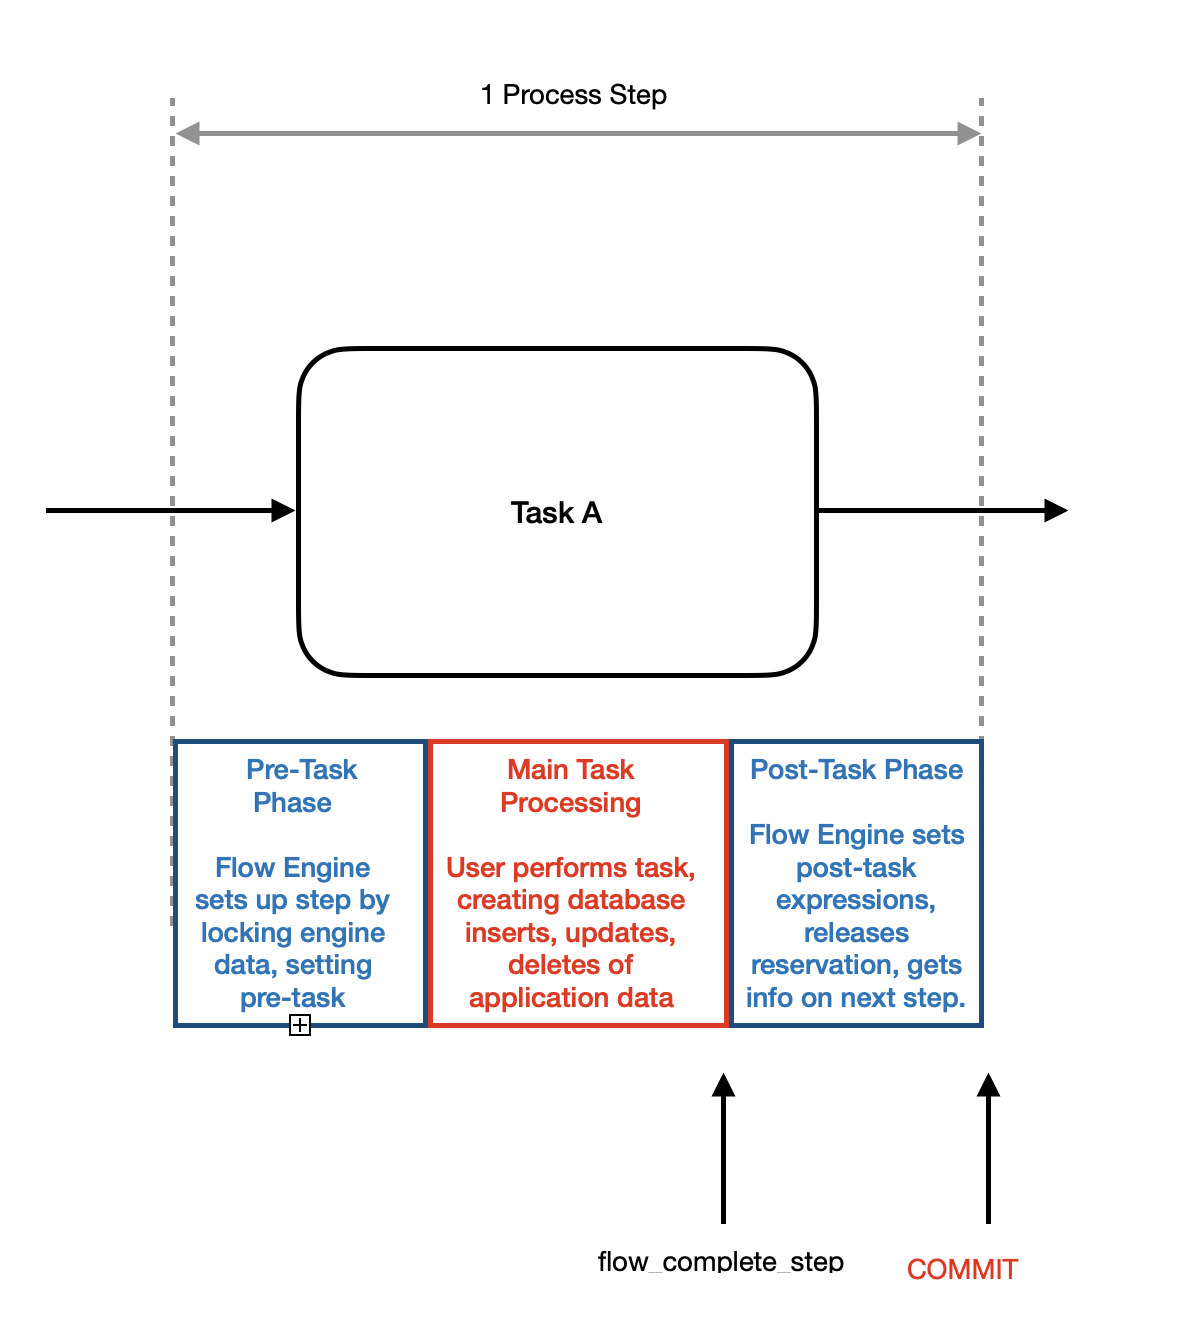 1 Process Step
Task A
Pre-Task
Phase
Flow Engine
sets up step by
locking engine
data, setting
pre-task
Main Task
Processing
User performs task,
creating database
inserts, updates,
deletes of
application data
Post-Task Phase
Flow Engine sets
post-task
expressions,
releases
reservation, gets
info on next step.
flow_complete_step
COMMIT